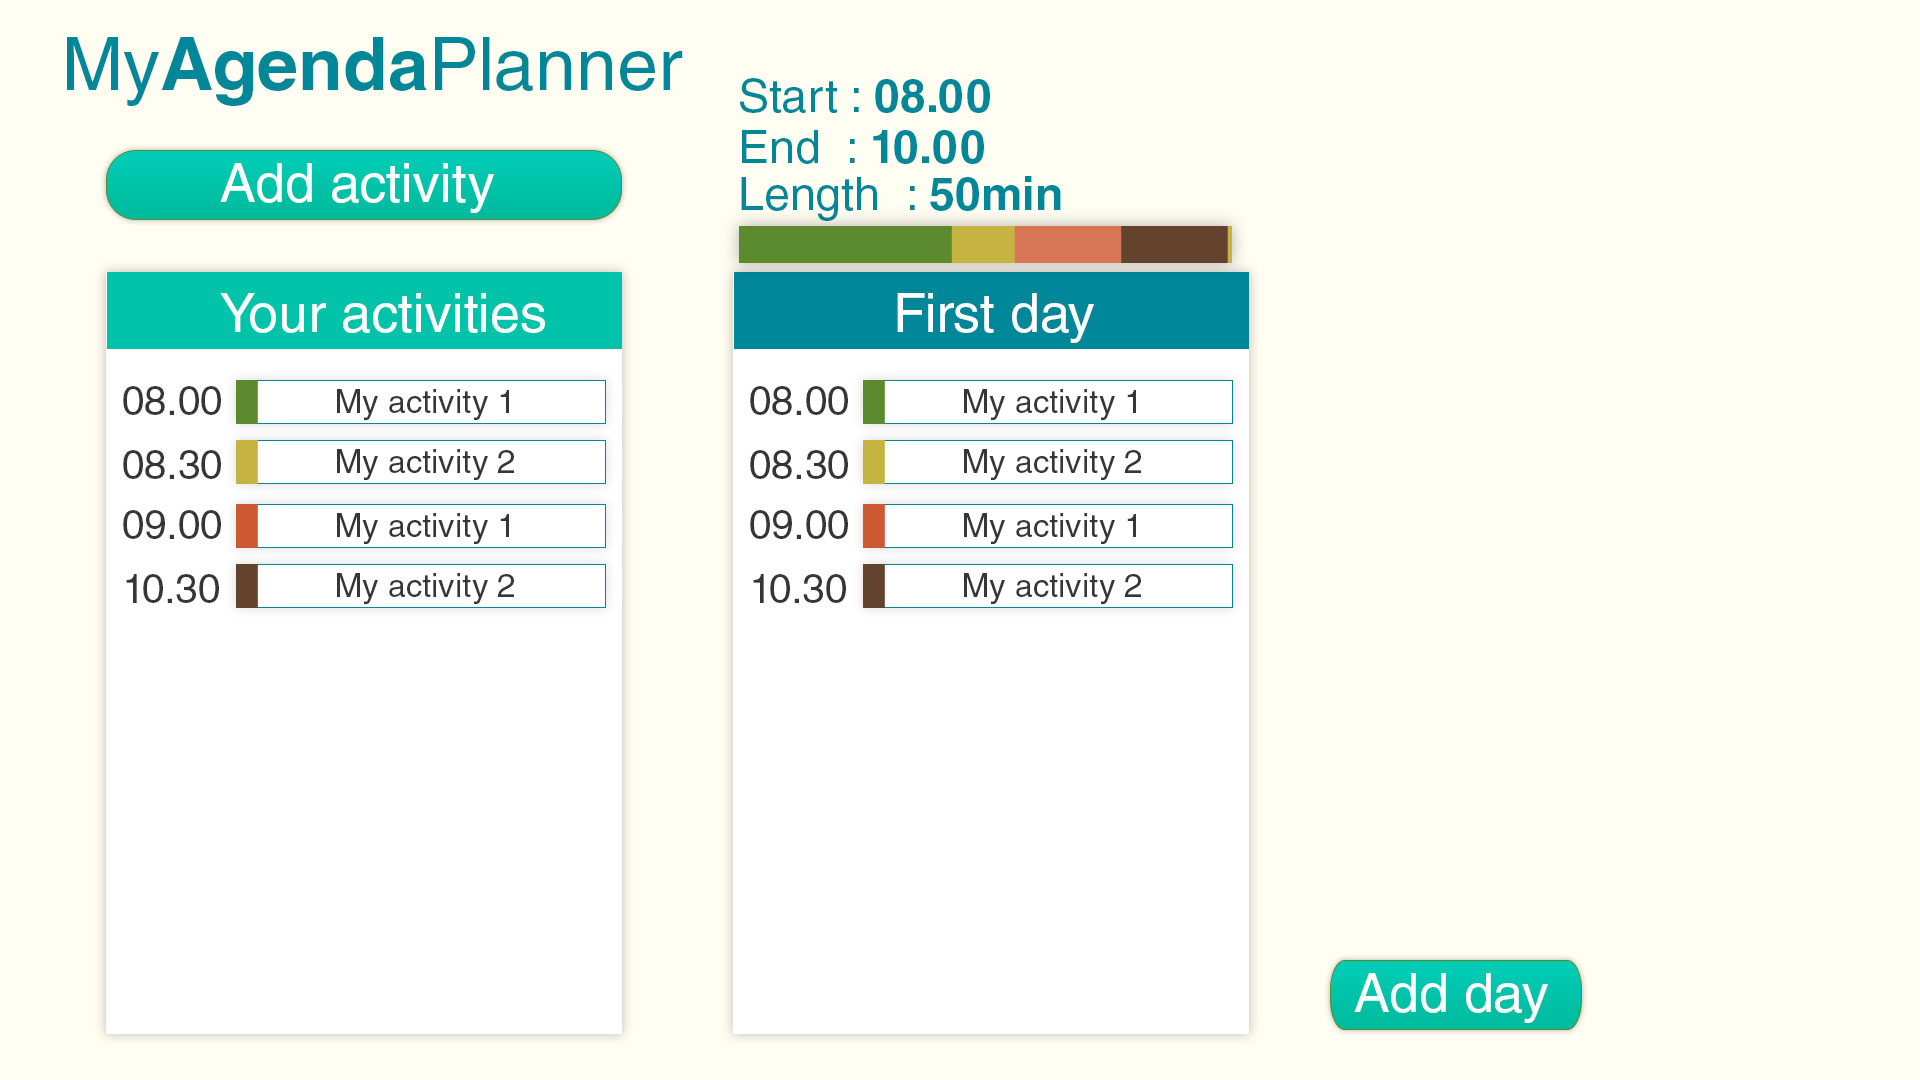 MyAgendaPlanner
Add activity
Your activities
08.00 My activity 1
08.30 My activity 2
09.00 My activity 1
10.30 My activity 2
Start : 08.00
End : 10.00
Length : 50min
First day
08.00 My activity 1
08.30 My activity 2
09.00 My activity 1
10.30 My activity 2
Add day